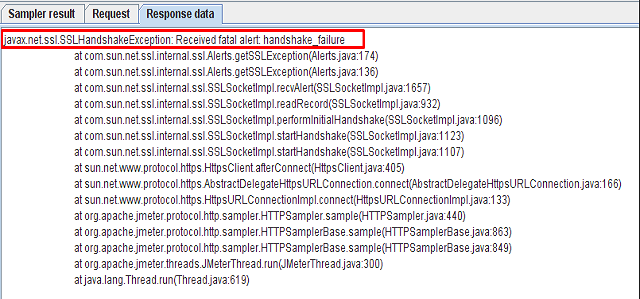 Sampler result Request Response data
javax.net.ssl.SSLHandshakeException: Received fatal alert: handshake_failure
at com.sun.net.ssl.internal.ssl.Alerts.getSSLException(Alerts.java:174)
at com.sun.net.ssl.internal.ssl.Alerts.getSSLException(Alerts.java:136)
at com.sun.net.ssl.internal.ssl.SSLSocketImpl.recvAlert(SSLSocketImpl.java:1657)
at com.sun.net.ssl.internal.ssl.SSLSocketImpl.readRecord(SSLSocketImpl.java:932)
at com.sun.net.ssl.internal.ssl.SSLSocketImpl.performInitialHandshake(SSLSocketImpl.java:1096)
at com.sun.net.ssl.internal.ssl.SSLSocketImpl.startHandshake(SSLSocketImpl.java:1123)
at com.sun.net.ssl.internal.ssl.SSLSocketImpl.startHandshake(SSLSocketImpl.java:1107)
at sun.net.www.protocol.https.HttpsClient.afterConnect(HttpsClient.java:405)
at sun.net.www.protocol.https.AbstractDelegateHttpsURLConnection.connect(AbstractDelegateHttpsURLConnection.java:166)
at sun.net.www.protocol.https.HttpsURLConnectionImpl.connect(HttpsURLConnectionImpl.java:133)
at org.apache.jmeter.protocol.http.sampler.HTTPSampler.sample(HTTPSampler.java:440)
at org.apache.jmeter.protocol.http.sampler.HTTPSamplerBase.sample(HTTPSamplerBase.java:863)
at org.apache.jmeter.protocol.http.sampler.HTTPSamplerBase.sample(HTTPSamplerBase.java:849)
at org.apache.jmeter.threads.JMeterThread.run(JMeterThread.java:300)
at java.lang.Thread.run(Thread.java:619)